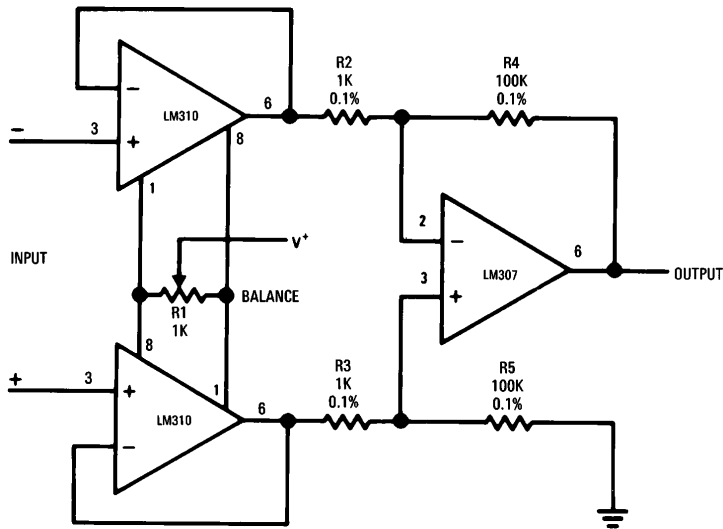 R2
1K
0.1%
R4
100K
0.1%
−
LM310
6
− 3 +
8
1
2
−
6
V+
INPUT
3
LM307
OUTPUT
+
BALANCE
R1
1K
8
1
+ 3 +
6
R3
1K
0.1%
R5
100K
0.1%
LM310
−